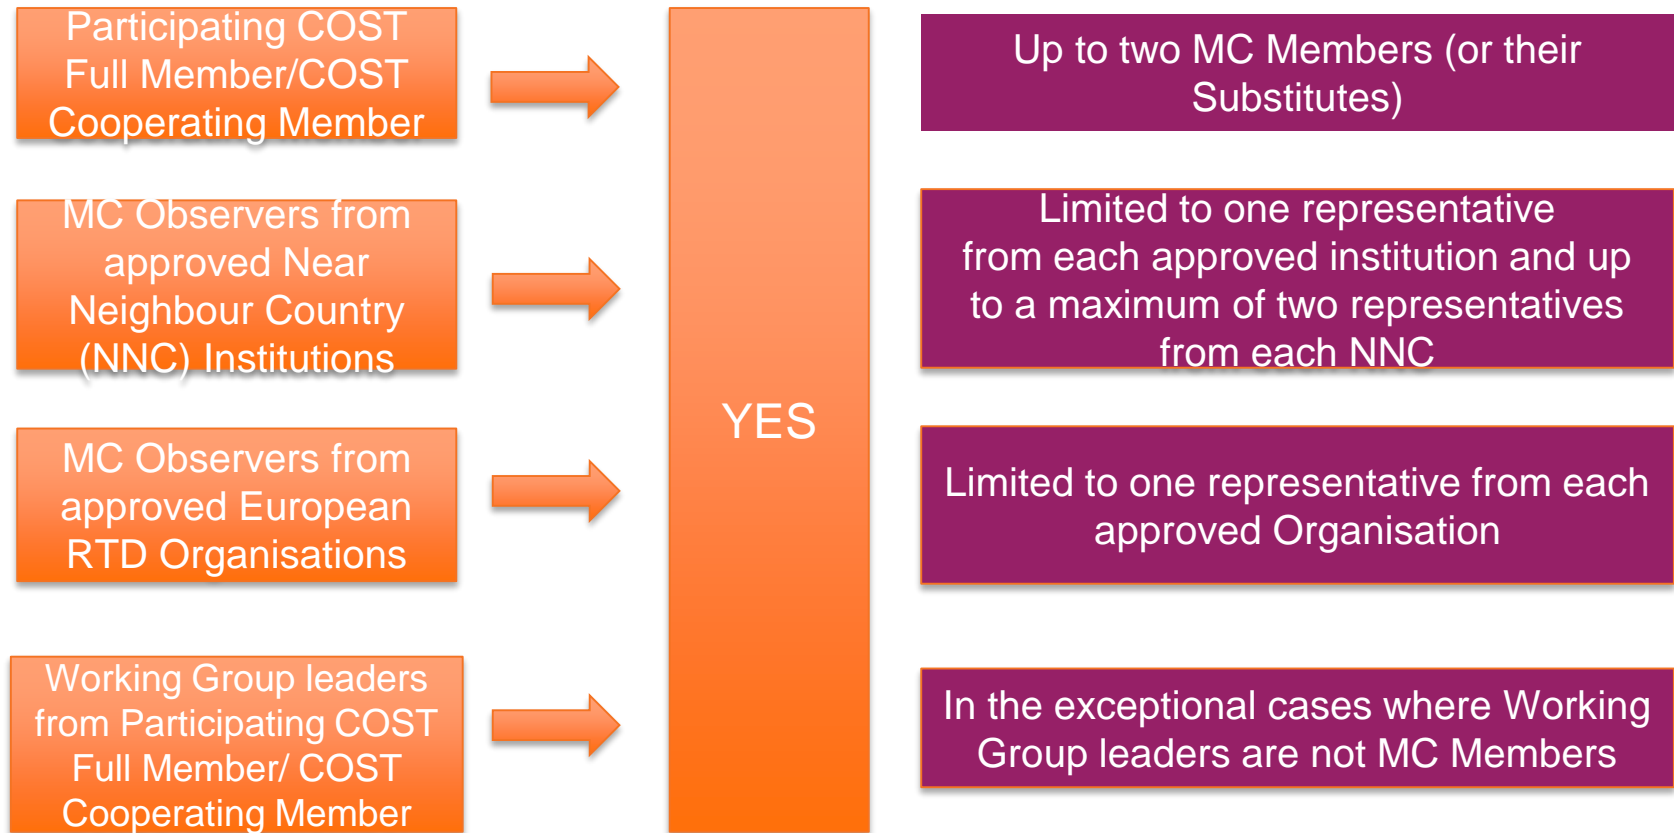 Participating COST
Full Member/COST
Cooperating Member
Up to two MC Members (or their
Substitutes)
MC Observers from
approved Near
Neighbour Country
(NNC) Institutions
Limited to one representative
from each approved institution and up
to a maximum of two representatives
from each NNC
YES
MC Observers from
approved European
RTD Organisations
Limited to one representative from each
approved Organisation
Working Group leaders
from Participating COST
Full Member/ COST
Cooperating Member
In the exceptional cases where Working
Group leaders are not MC Members